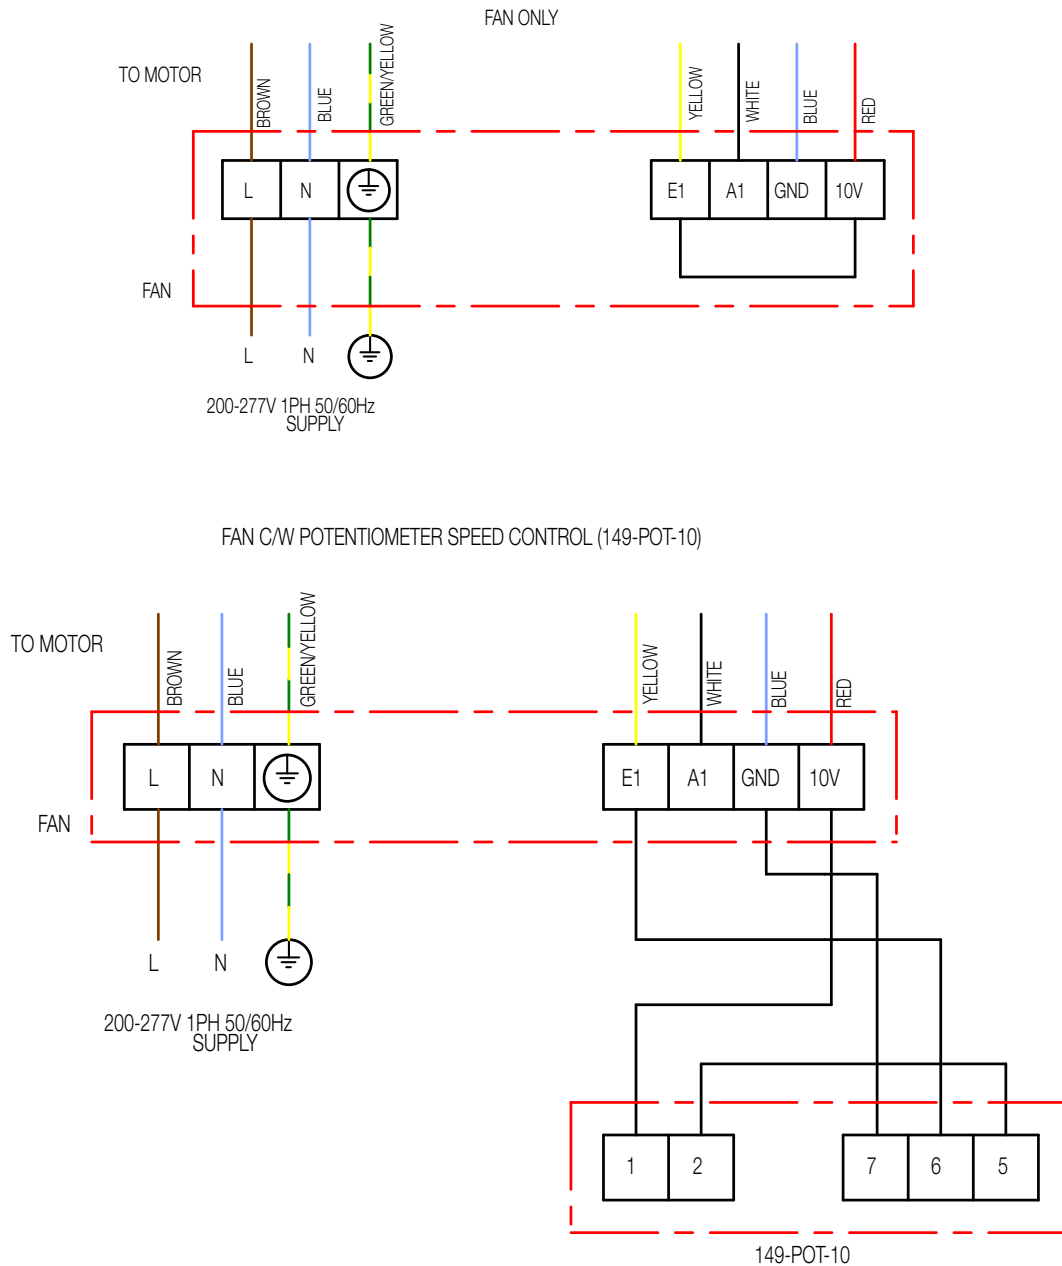 FAN ONLY
TO MOTOR
BROWN
BLUE
GREEN/YELLOW
YELLOW
WHITE
BLUE
RED
L
N
E1
A1
GND
10V
FAN
L
N
200-277V 1PH 50/60Hz
SUPPLY
FAN C/W POTENTIOMETER SPEED CONTROL (149-POT-10)
TO MOTOR
BROWN
BLUE
GREEN/YELLOW
YELLOW
WHITE
BLUE
RED
L
N
E1
A1
GND
10V
FAN
L
N
200-277V 1PH 50/60Hz
SUPPLY
1
2
7
6
5
149-POT-10